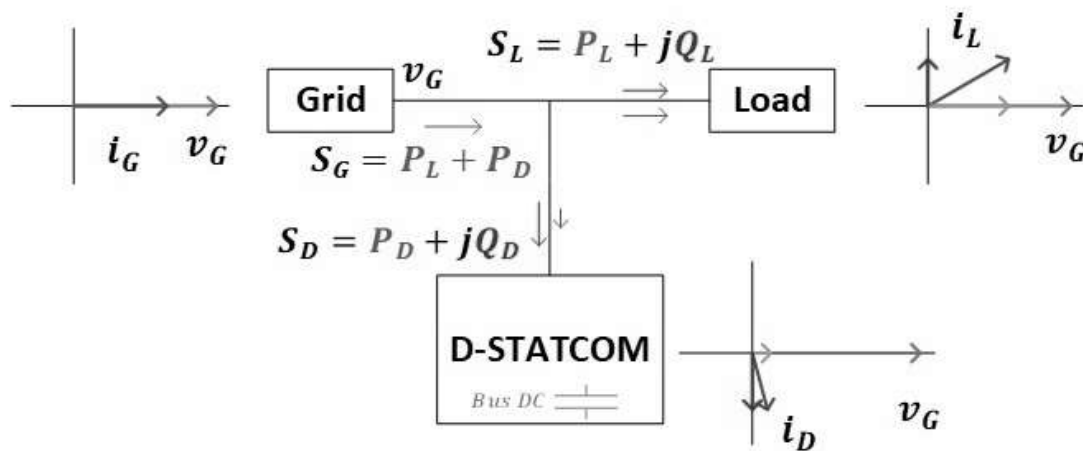 S_L = P_L + jQ_L
i_L
v_G
Grid
Load
i_G
v_G
v_G
S_G = P_L + P_D
S_D = P_D + jQ_D
D-STATCOM
Bus DC
i_D
v_G